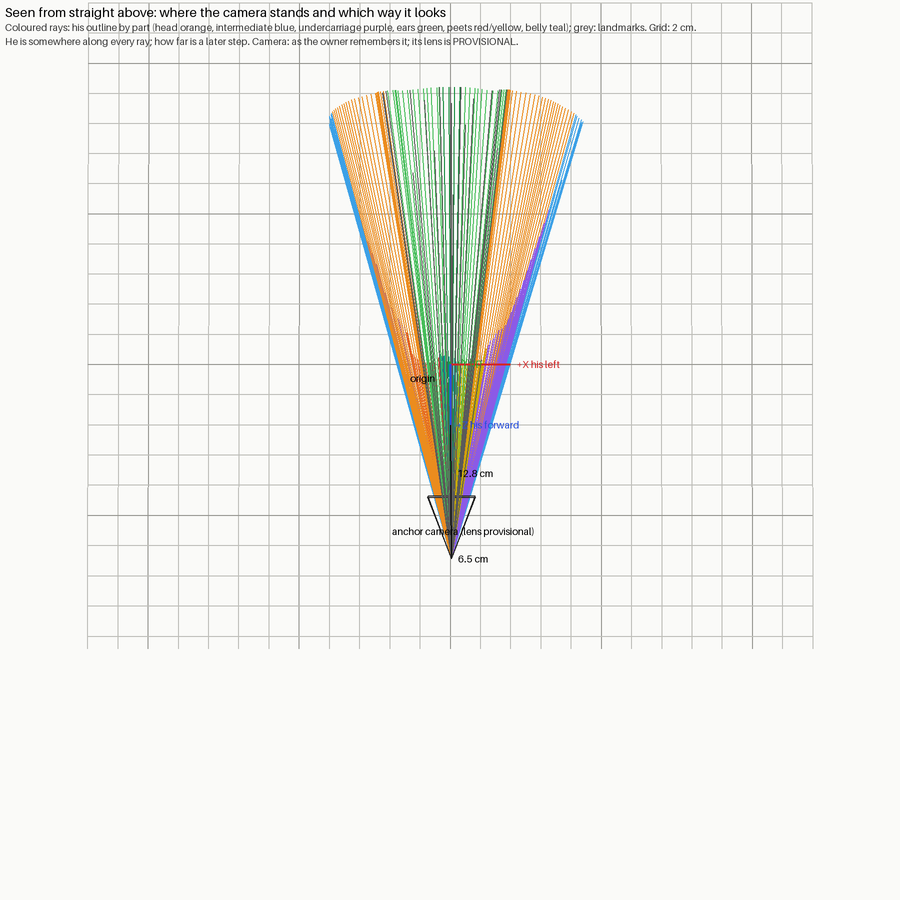 Seen from straight above: where the camera stands and which way it looks
Coloured rays: his outline by part (head orange, intermediate blue, undercarriage purple, ears green, peets red/yellow, belly teal); grey: landmarks. Grid: 2 cm.
He is somewhere along every ray; how far is a later step. Camera: as the owner remembers it; its lens is PROVISIONAL.
+X his left
origin
forward
12.8 cm
anchor camera (lens provisional)
6.5 cm